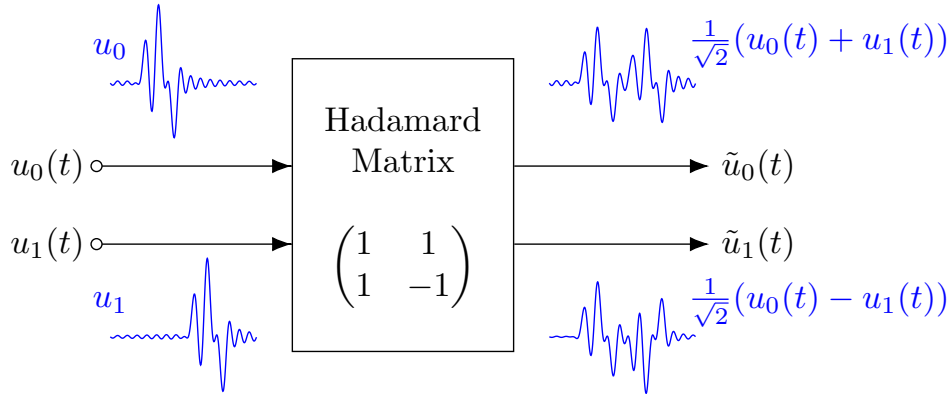 u₀
1/√2 (u₀(t) + u₁(t))
Hadamard
Matrix
u₀(t)
ũ₀(t)
u₁(t)
ũ₁(t)
1 1
1 −1
u₁
1/√2 (u₀(t) − u₁(t))